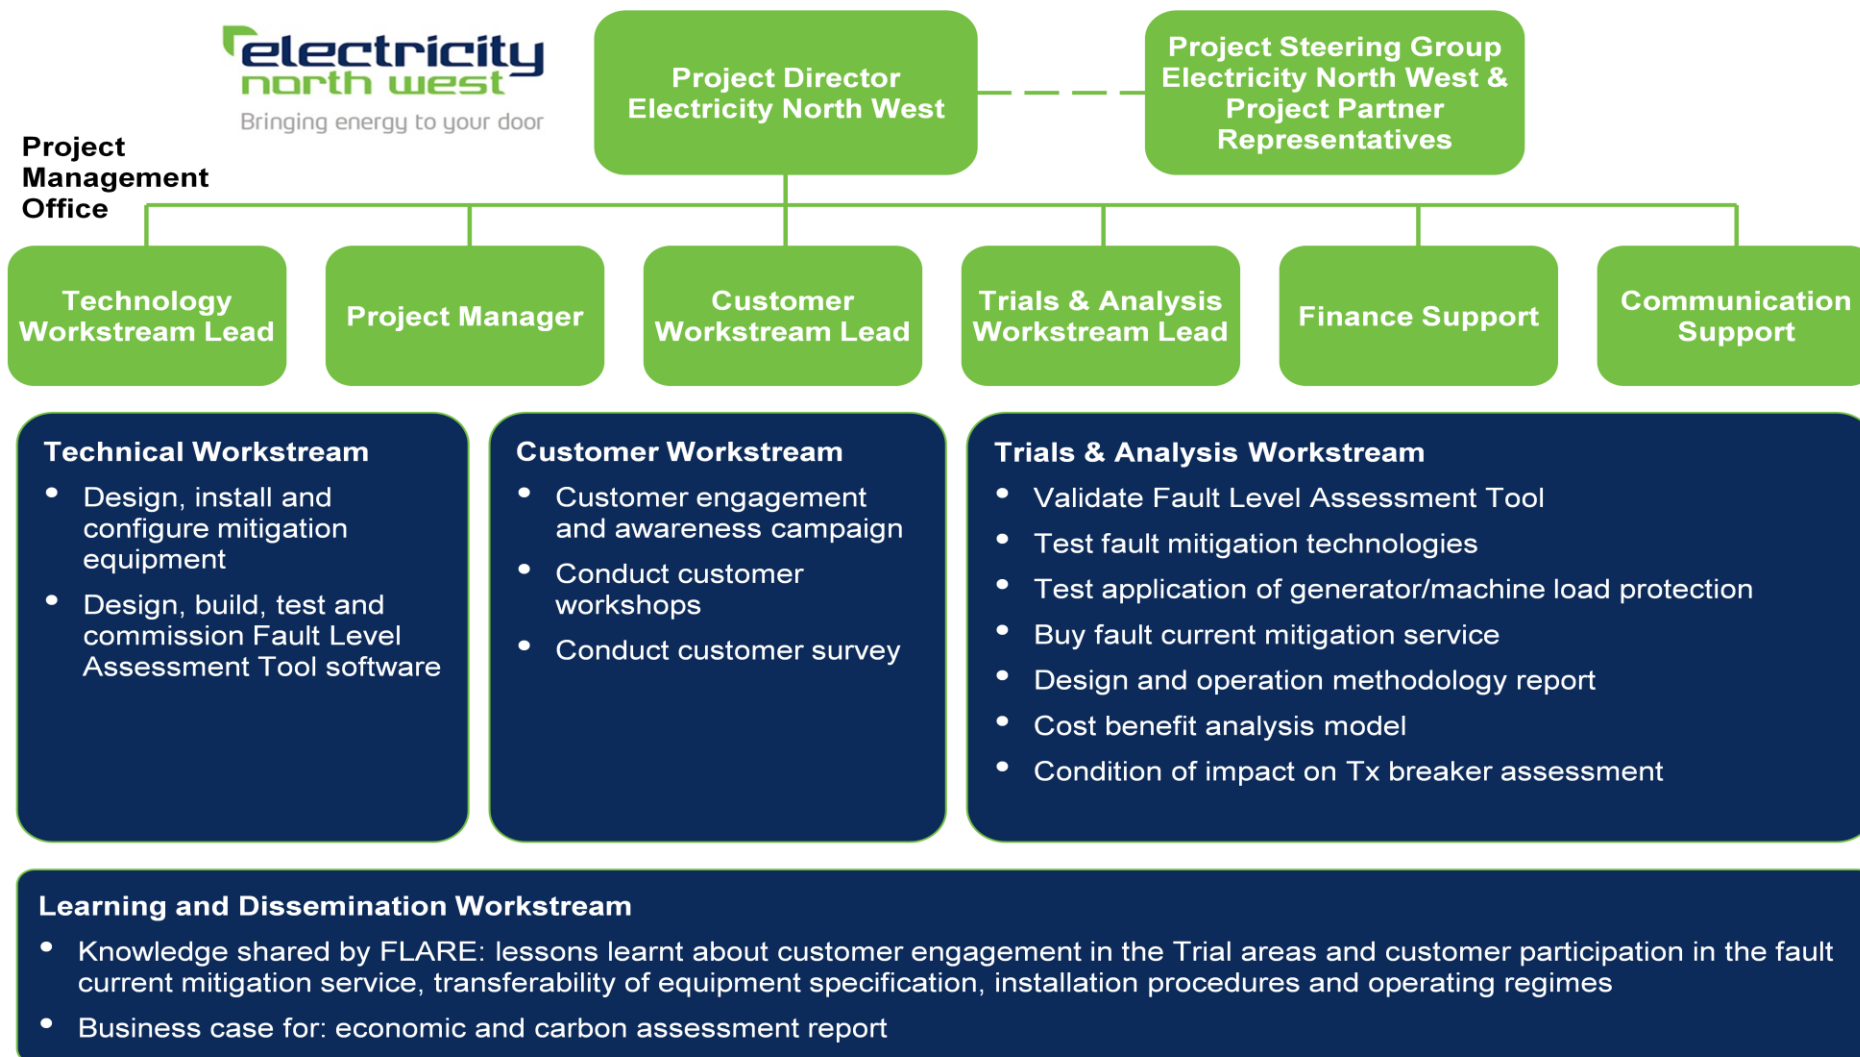 electricity
north west
Bringing energy to your door
Project Director
Electricity North West
Project Steering Group
Electricity North West &
Project Partner
Representatives
Project
Management
Office
Technology
Workstream Lead
Project Manager
Customer
Workstream Lead
Trials & Analysis
Workstream Lead
Finance Support
Communication
Support
Technical Workstream
• Design, install and
configure mitigation
equipment
• Design, build, test and
commission Fault Level
Assessment Tool software
Customer Workstream
• Customer engagement
and awareness campaign
• Conduct customer
workshops
• Conduct customer survey
Trials & Analysis Workstream
• Validate Fault Level Assessment Tool
• Test fault mitigation technologies
• Test application of generator/machine load protection
• Buy fault current mitigation service
• Design and operation methodology report
• Cost benefit analysis model
• Condition of impact on Tx breaker assessment
Learning and Dissemination Workstream
• Knowledge shared by FLARE: lessons learnt about customer engagement in the Trial areas and customer participation in the fault
current mitigation service, transferability of equipment specification, installation procedures and operating regimes
• Business case for: economic and carbon assessment report